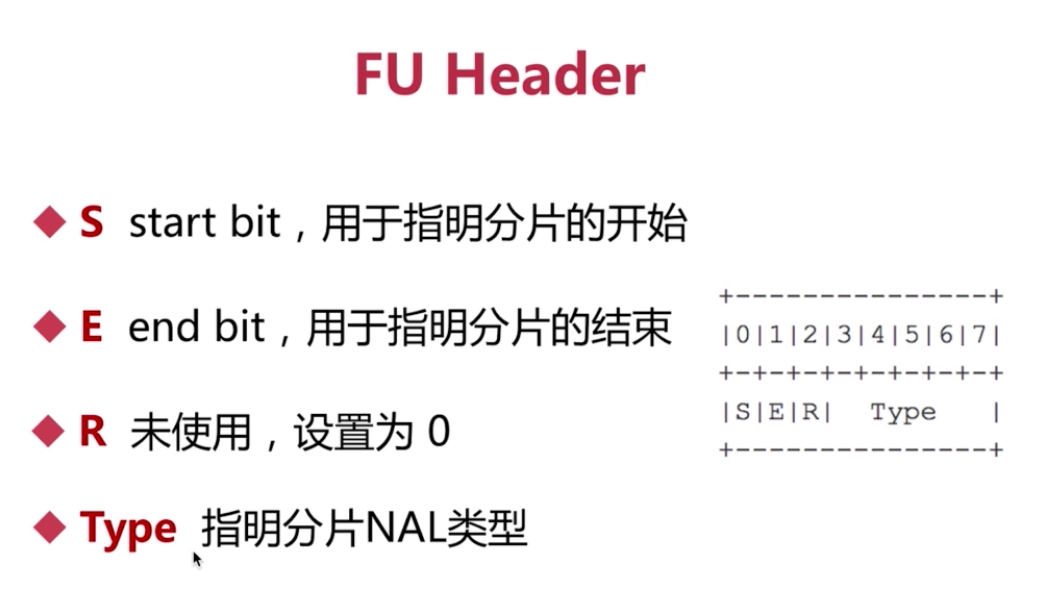 FU Header
S start bit，用于指明分片的开始
E end bit，用于指明分片的结束
R 未使用，设置为 0
Type 指明分片NAL类型
+---------------+
|0|1|2|3|4|5|6|7|
+-+-+-+-+-+-+-+-+
|S|E|R|  Type   |
+---------------+